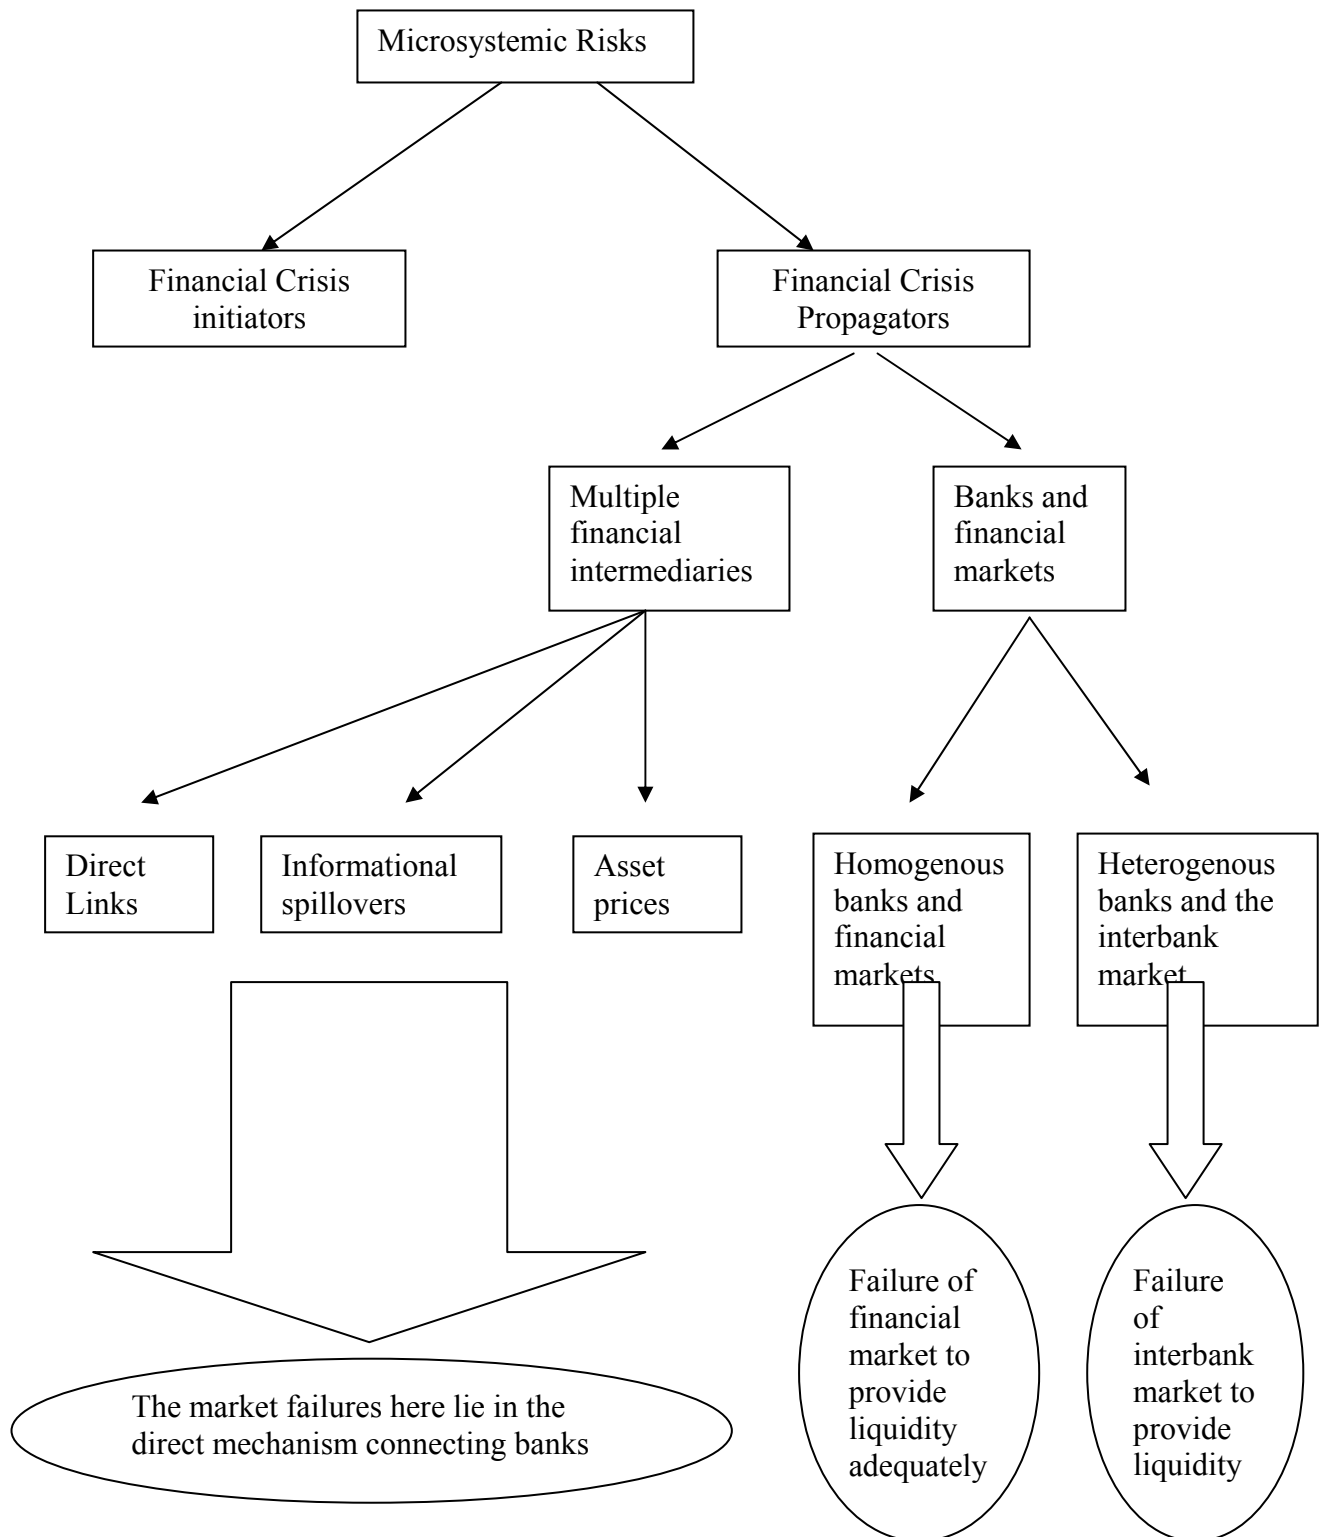 Microsystemic Risks
Financial Crisis
initiators
Financial Crisis
Propagators
Multiple
financial
intermediaries
Banks and
financial
markets
Direct
Links
Informational
spillovers
Asset
prices
Homogenous
banks and
financial
markets
Heterogenous
banks and the
interbank
market
The market failures here lie in the
direct mechanism connecting banks
Failure of
financial
market to
provide
liquidity
adequately
Failure
of
interbank
market to
provide
liquidity